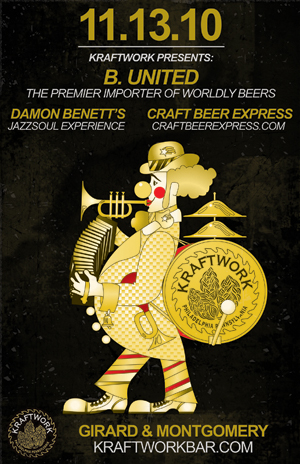 11.13.10
KRAFTWORK PRESENTS:
B. UNITED
THE PREMIER IMPORTER OF WORLDLY BEERS
DAMON BENETT'S
JAZZSOUL EXPERIENCE
CRAFT BEER EXPRESS
CRAFTBEEREXPRESS.COM
KRAFTWORK
PHILADELPHIA PENNSYLVANIA
KRAFTWORK
GIRARD & MONTGOMERY
KRAFTWORKBAR.COM